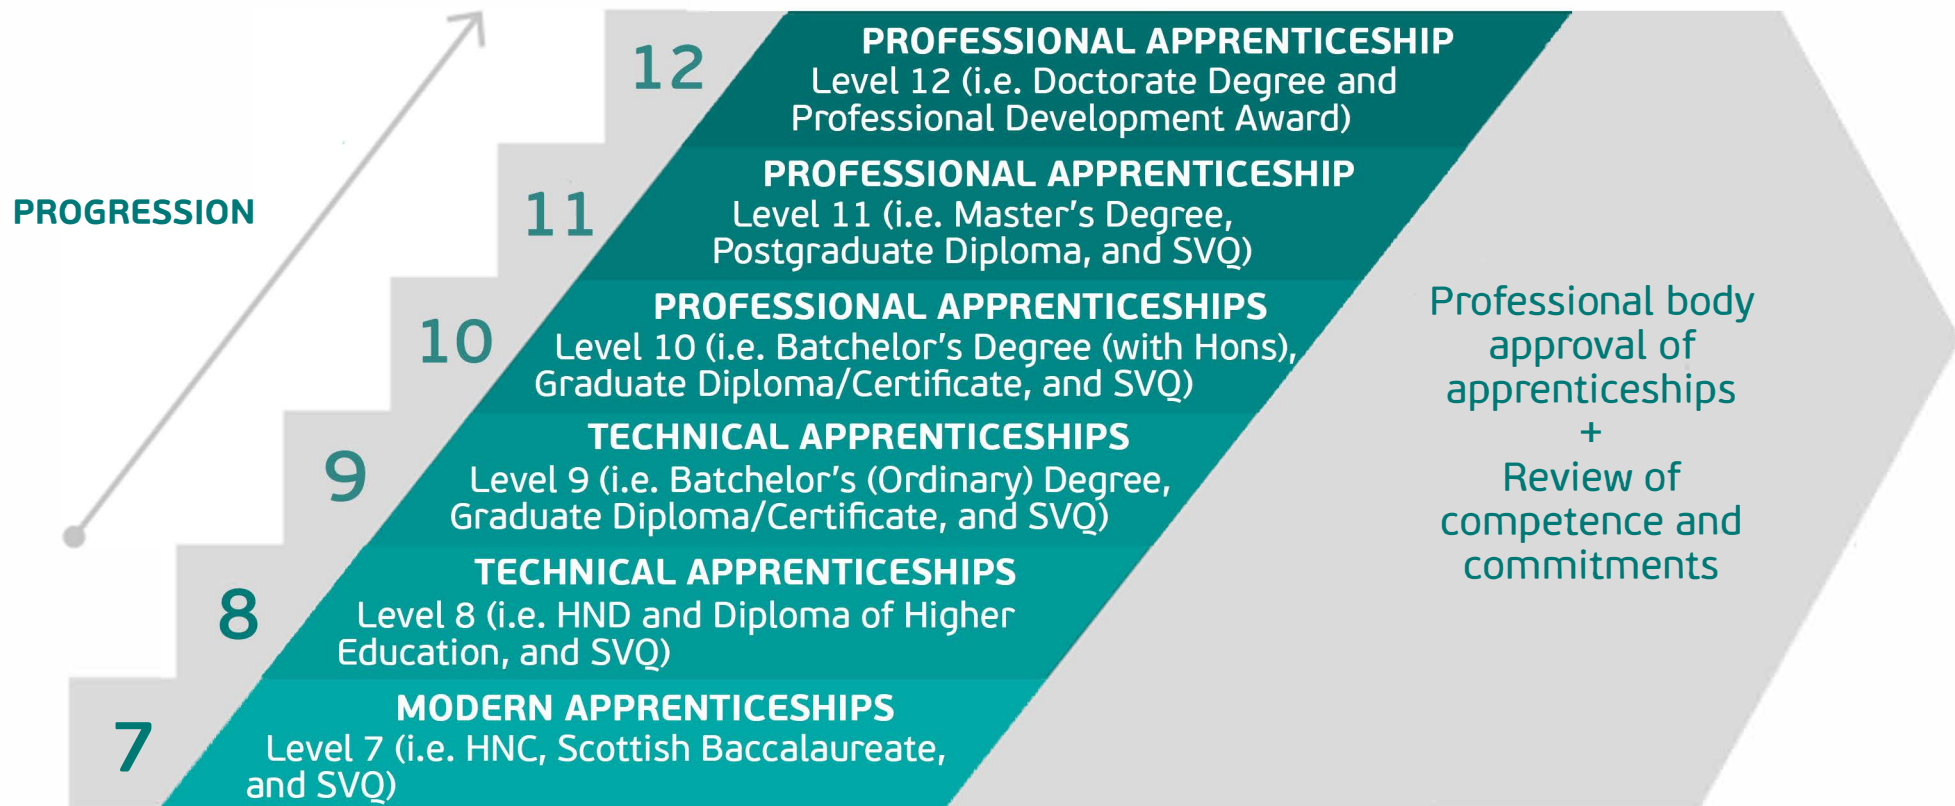 PROGRESSION
12
PROFESSIONAL APPRENTICESHIP
Level 12 (i.e. Doctorate Degree and
Professional Development Award)
11
PROFESSIONAL APPRENTICESHIP
Level 11 (i.e. Master's Degree,
Postgraduate Diploma, and SVQ)
10
PROFESSIONAL APPRENTICESHIPS
Level 10 (i.e. Batchelor's Degree (with Hons),
Graduate Diploma/Certificate, and SVQ)
9
TECHNICAL APPRENTICESHIPS
Level 9 (i.e. Batchelor's (Ordinary) Degree,
Graduate Diploma/Certificate, and SVQ)
8
TECHNICAL APPRENTICESHIPS
Level 8 (i.e. HND and Diploma of Higher
Education, and SVQ)
7
MODERN APPRENTICESHIPS
Level 7 (i.e. HNC, Scottish Baccalaureate,
and SVQ)
Professional body
approval of
apprenticeships
+
Review of
competence and
commitments